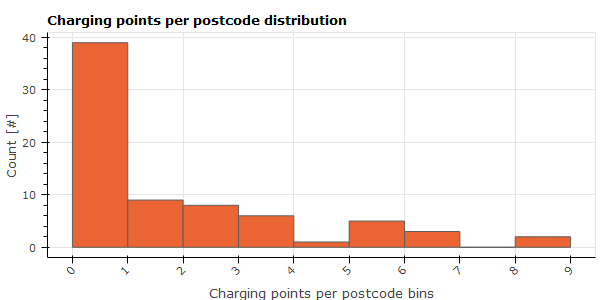 Charging points per postcode distribution
40
30
20
10
0
Count [#]
0 1 2 3 4 5 6 7 8 9
Charging points per postcode bins